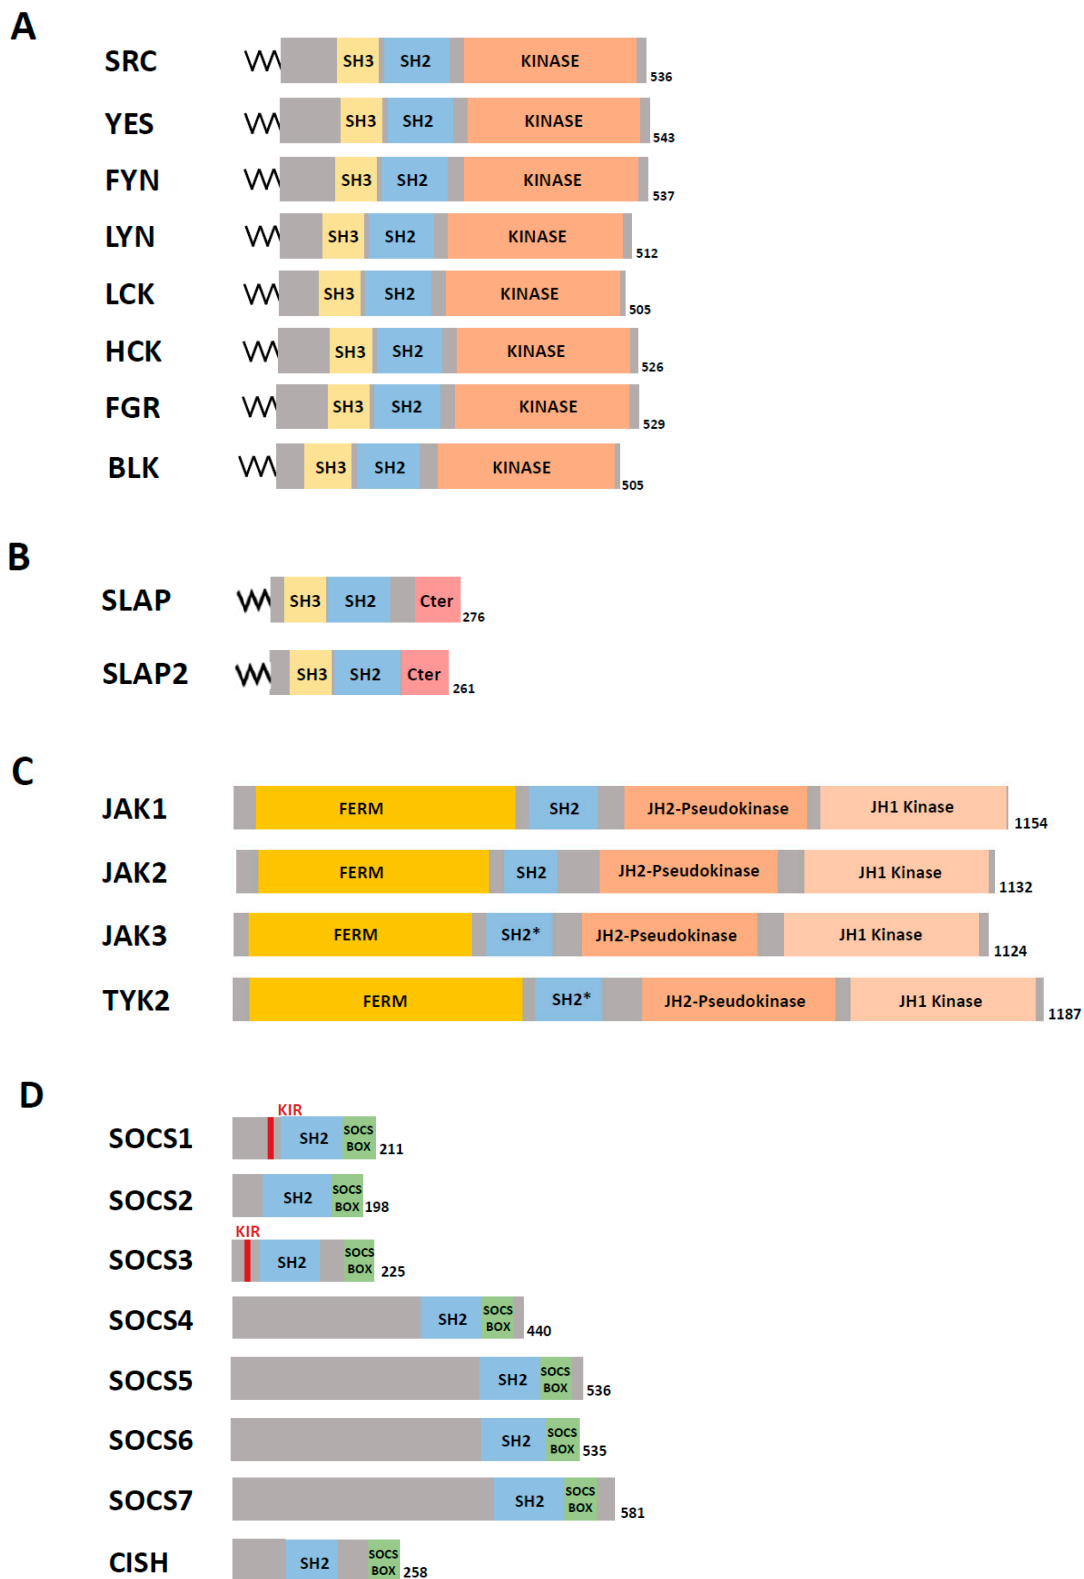 A
SRC SH3 SH2 KINASE 536
YES SH3 SH2 KINASE 543
FYN SH3 SH2 KINASE 537
LYN SH3 SH2 KINASE 512
LCK SH3 SH2 KINASE 505
HCK SH3 SH2 KINASE 526
FGR SH3 SH2 KINASE 529
BLK SH3 SH2 KINASE 505
B
SLAP SH3 SH2 Cter 276
SLAP2 SH3 SH2 Cter 261
C
JAK1 FERM SH2 JH2-Pseudokinase JH1 Kinase 1154
JAK2 FERM SH2 JH2-Pseudokinase JH1 Kinase 1132
JAK3 FERM SH2* JH2-Pseudokinase JH1 Kinase 1124
TYK2 FERM SH2* JH2-Pseudokinase JH1 Kinase 1187
D
KIR
SOCS1 SH2 SOCS BOX 211
SOCS2 SH2 SOCS BOX 198
KIR
SOCS3 SH2 SOCS BOX 225
SOCS4 SH2 SOCS BOX 440
SOCS5 SH2 SOCS BOX 536
SOCS6 SH2 SOCS BOX 535
SOCS7 SH2 SOCS BOX 581
CISH SH2 SOCS BOX 258